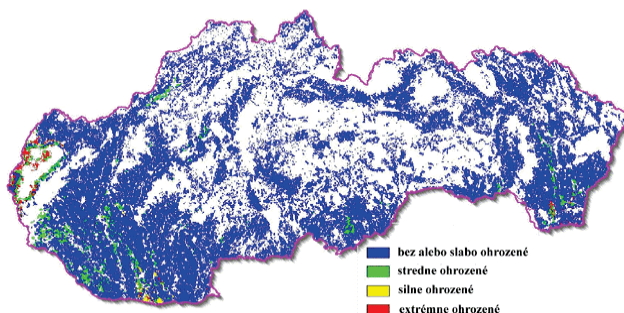 bez alebo slabo ohrozené
stredne ohrozené
silne ohrozené
extrémne ohrozené